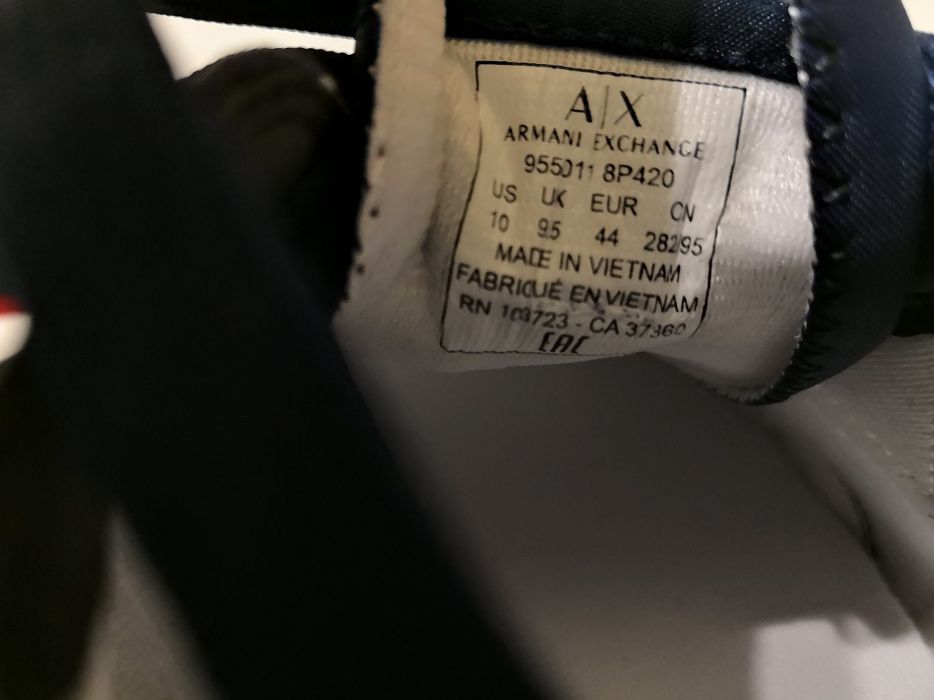 A|X
ARMANI EXCHANGE
955011 8P420
US UK EUR CN
10 9.5 44 28295
MADE IN VIETNAM
FABRIQUÉ EN VIETNAM
RN 103723 - CA 37360
EAC